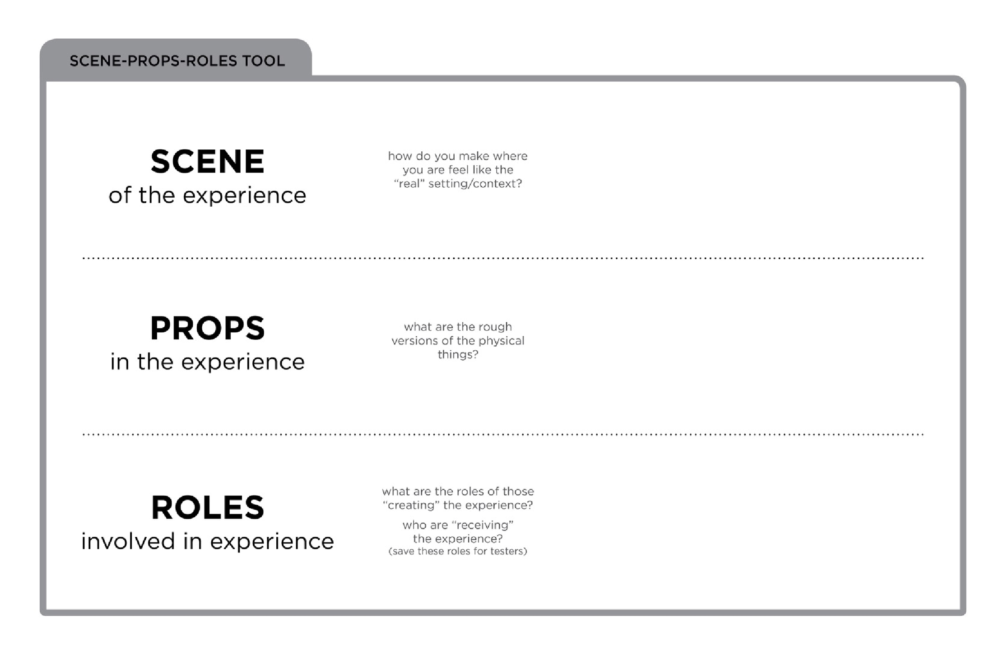 SCENE-PROPS-ROLES TOOL
SCENE
of the experience
how do you make where
you are feel like the
“real” setting/context?
PROPS
in the experience
what are the rough
versions of the physical
things?
ROLES
involved in experience
what are the roles of those
“creating” the experience?
who are “receiving”
the experience?
(save these roles for testers)